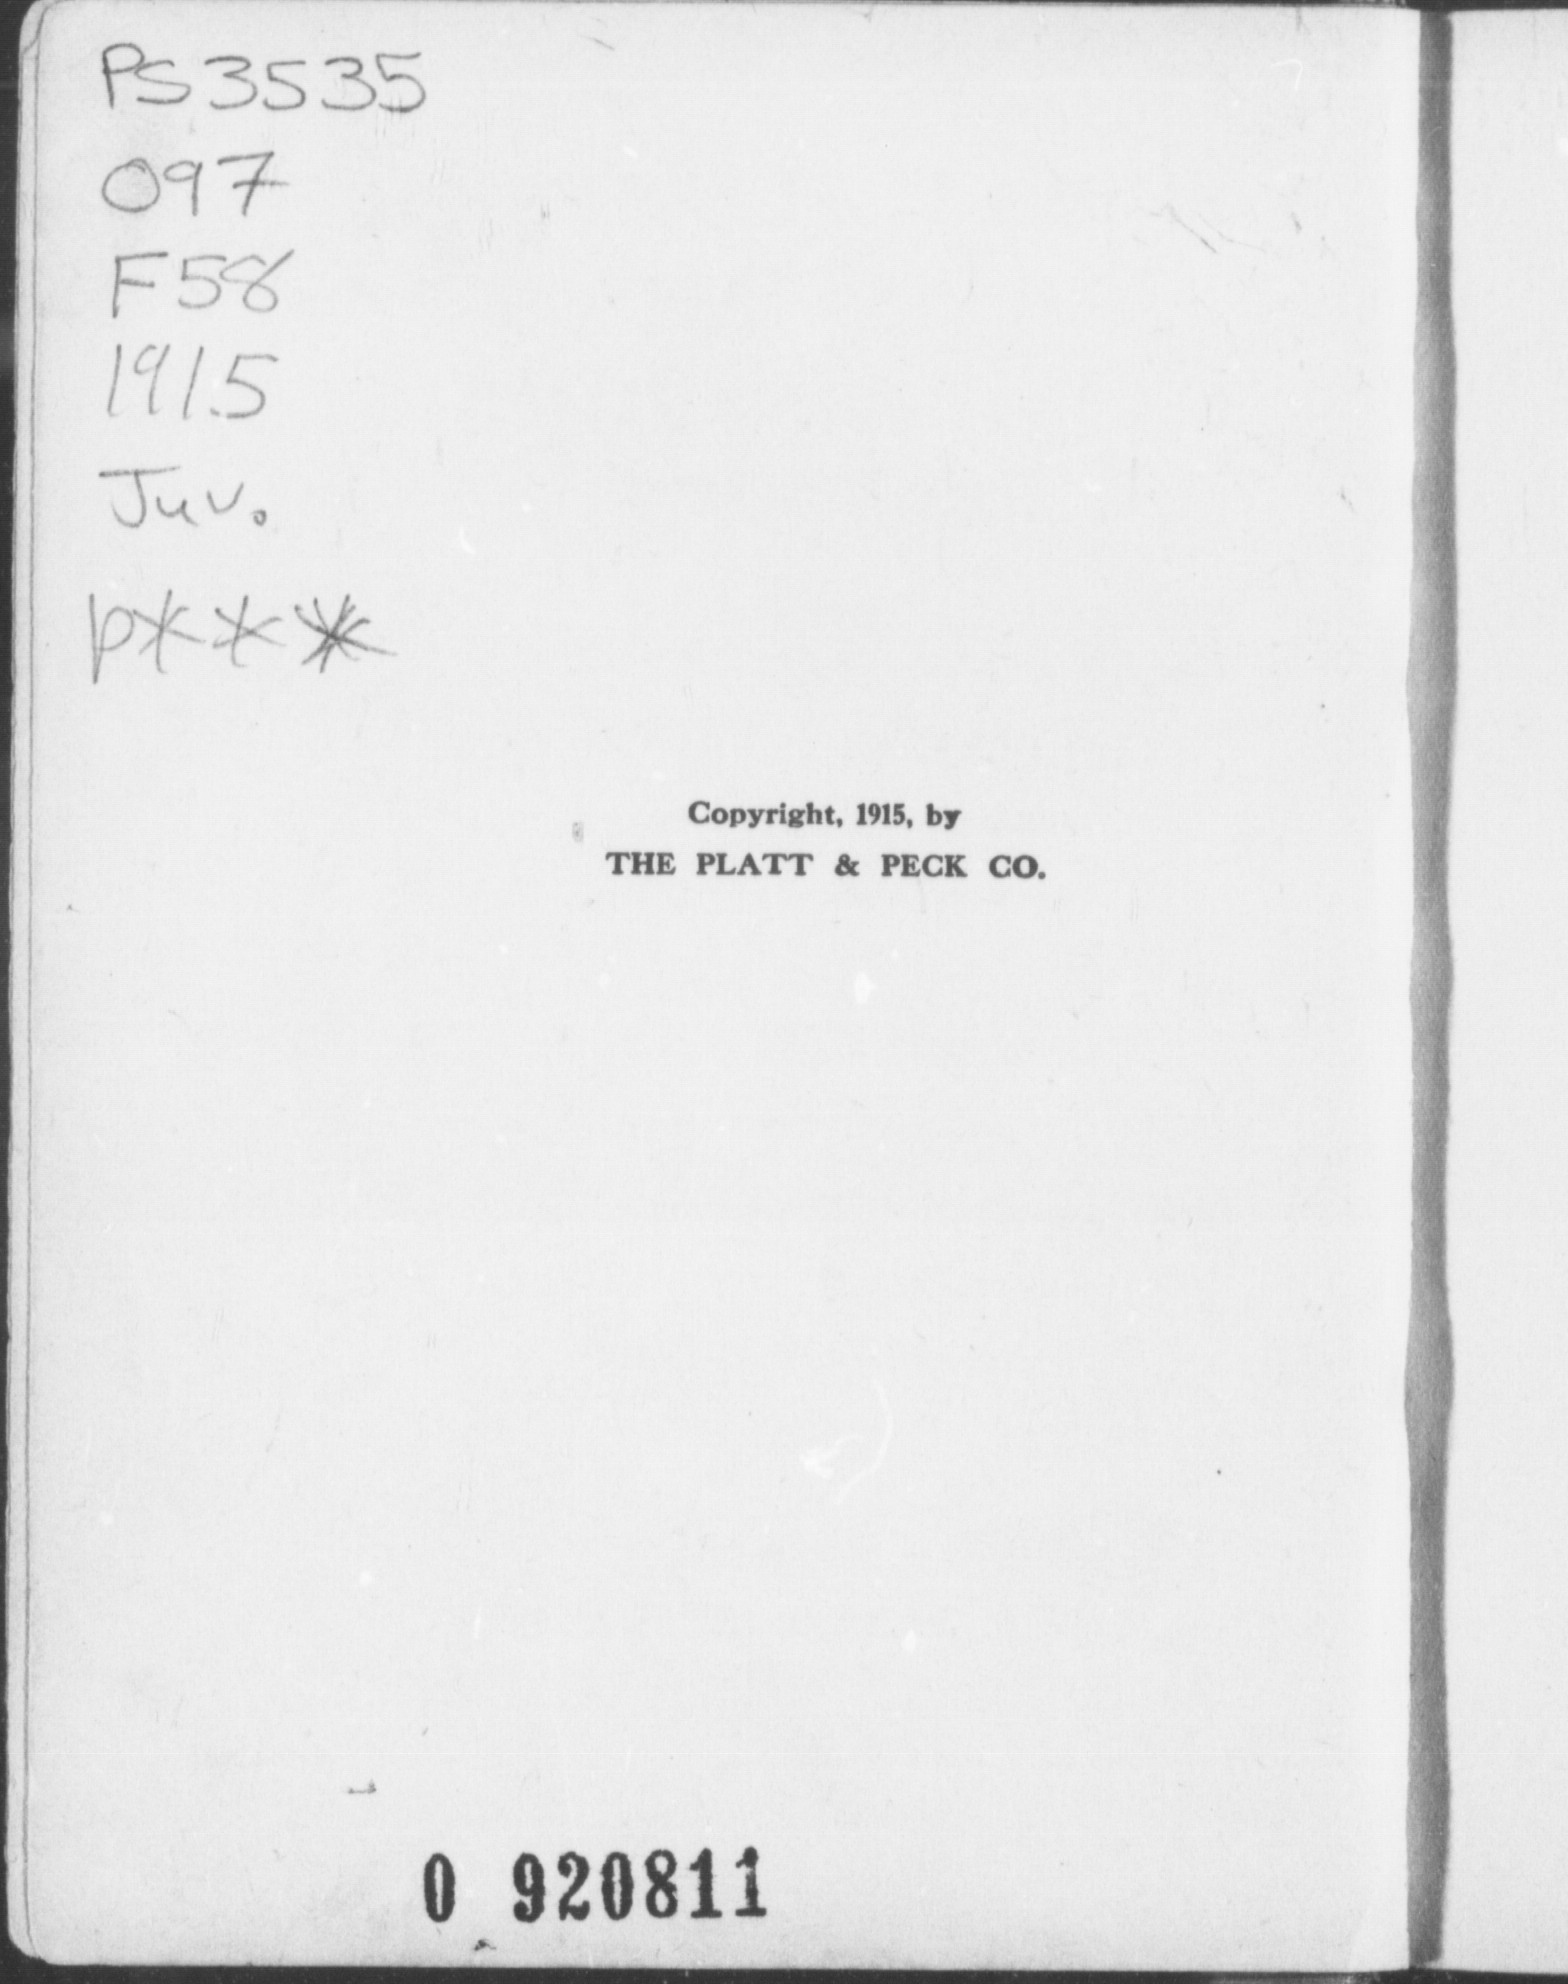 PS3535
O97
F58
1915
Juv.
p***
Copyright, 1915, by
THE PLATT & PECK CO.
0 920811